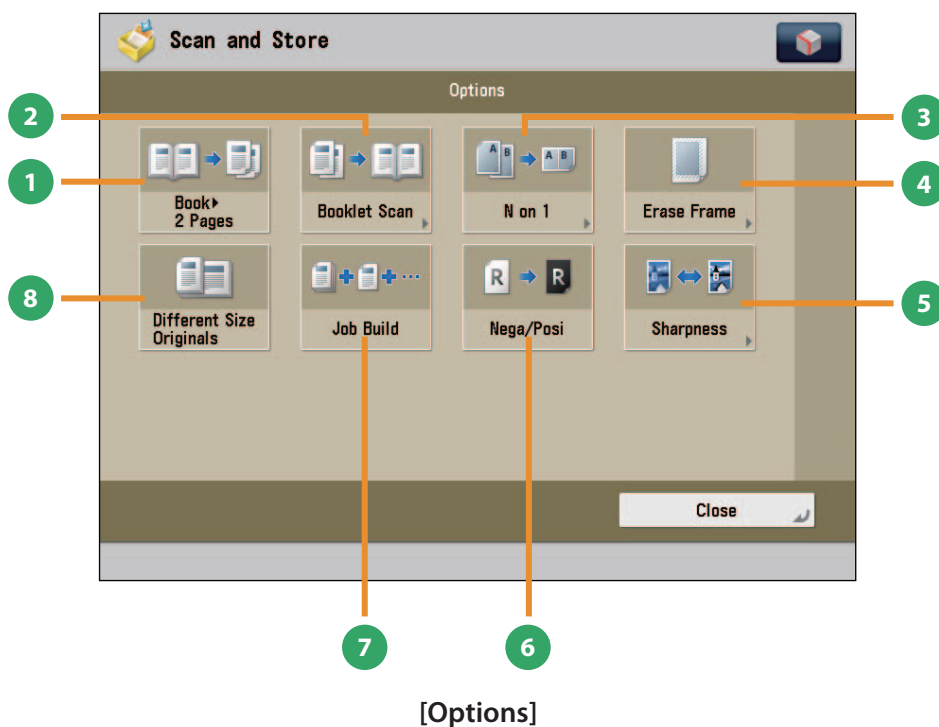 Scan and Store
Options
2
3
1
4
A B A B
Book▸
2 Pages
Booklet Scan
N on 1
Erase Frame
8
5
R R
Different Size
Originals
Job Build
Nega/Posi
Sharpness
Close
7
6
[Options]